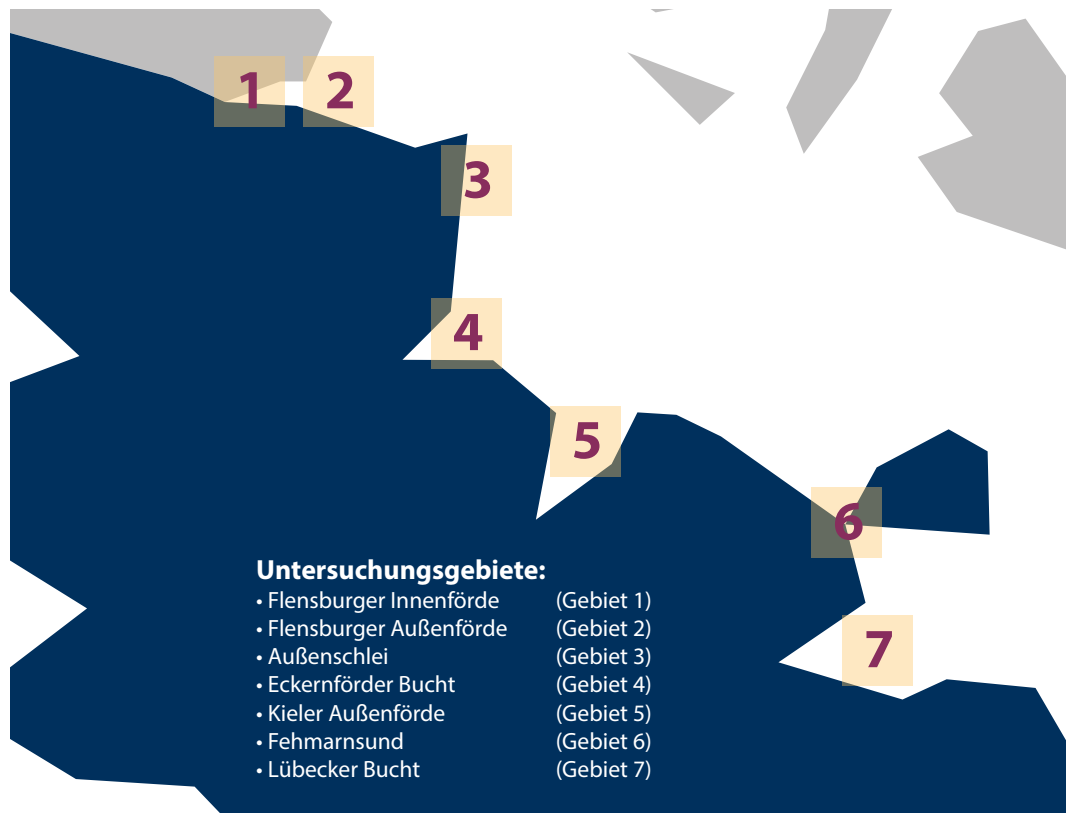 1
2
3
4
5
6
7
Untersuchungsgebiete:
• Flensburger Innenförde (Gebiet 1)
• Flensburger Außenförde (Gebiet 2)
• Außenschlei (Gebiet 3)
• Eckernförder Bucht (Gebiet 4)
• Kieler Außenförde (Gebiet 5)
• Fehmarnsund (Gebiet 6)
• Lübecker Bucht (Gebiet 7)